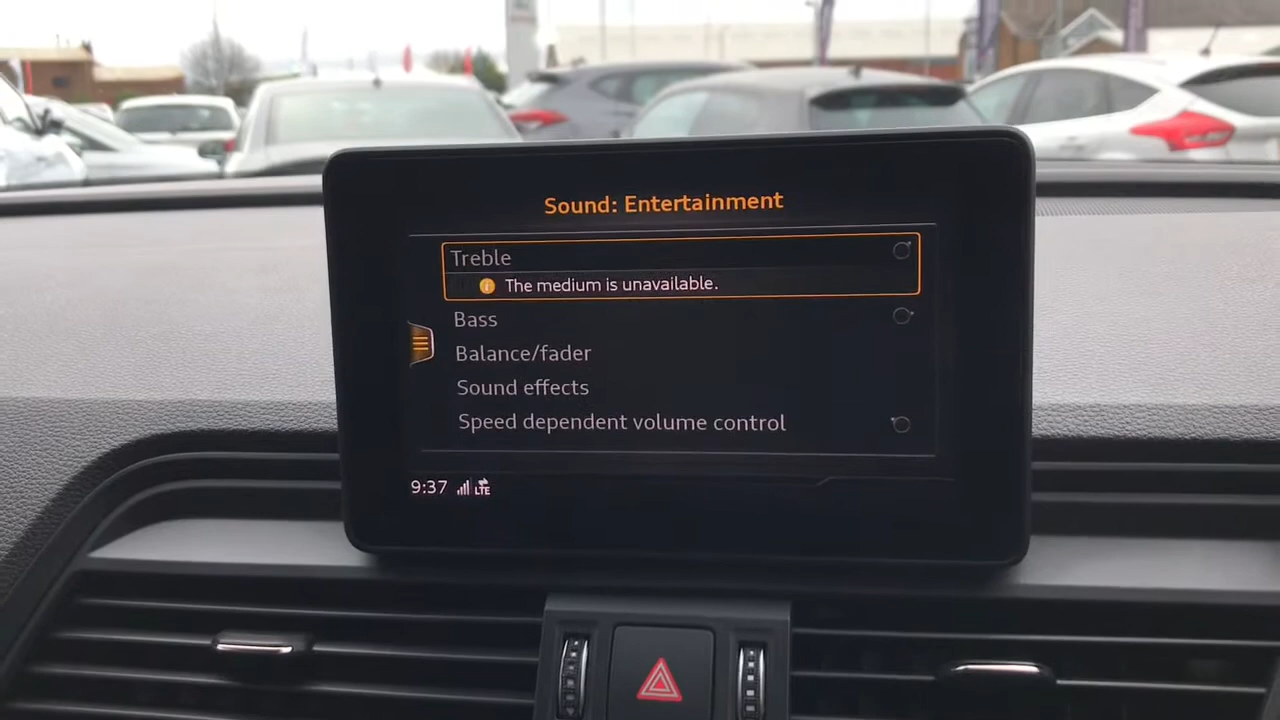 Sound: Entertainment
Treble
The medium is unavailable.
Bass
Balance/fader
Sound effects
Speed dependent volume control
9:37 LTE